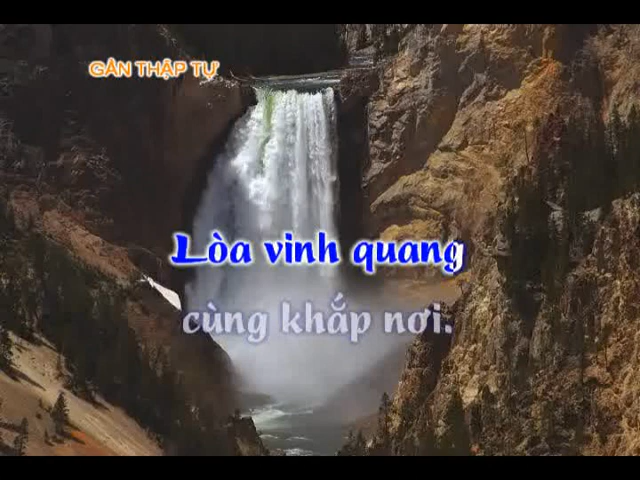 GẦN THẬP TỰ
Lòa vinh quang
cùng khắp nơi.